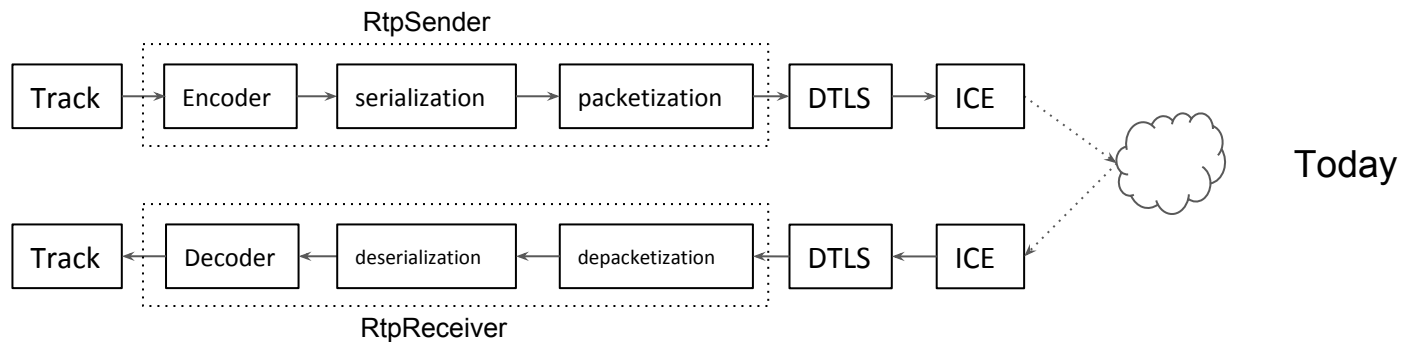 RtpSender
Track Encoder serialization packetization DTLS ICE
Today
Track Decoder deserialization depacketization DTLS ICE
RtpReceiver